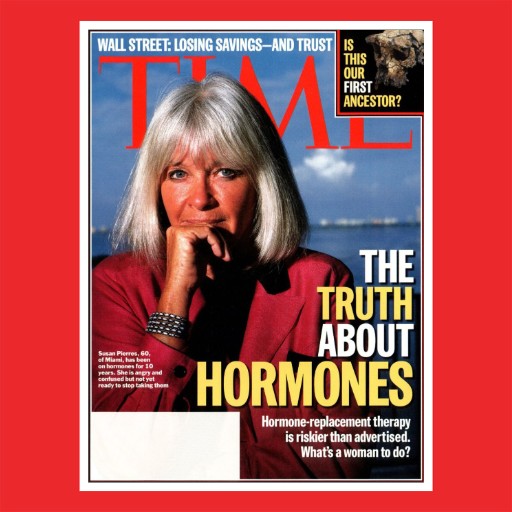 WALL STREET: LOSING SAVINGS—AND TRUST
IS
THIS
OUR
FIRST
ANCESTOR?
TIME
THE
TRUTH
ABOUT
HORMONES
Susan Pierres, 60,
of Miami, has been
on hormones for 10
years. She is angry and
confused but not yet
ready to stop taking them
Hormone-replacement therapy
is riskier than advertised.
What's a woman to do?